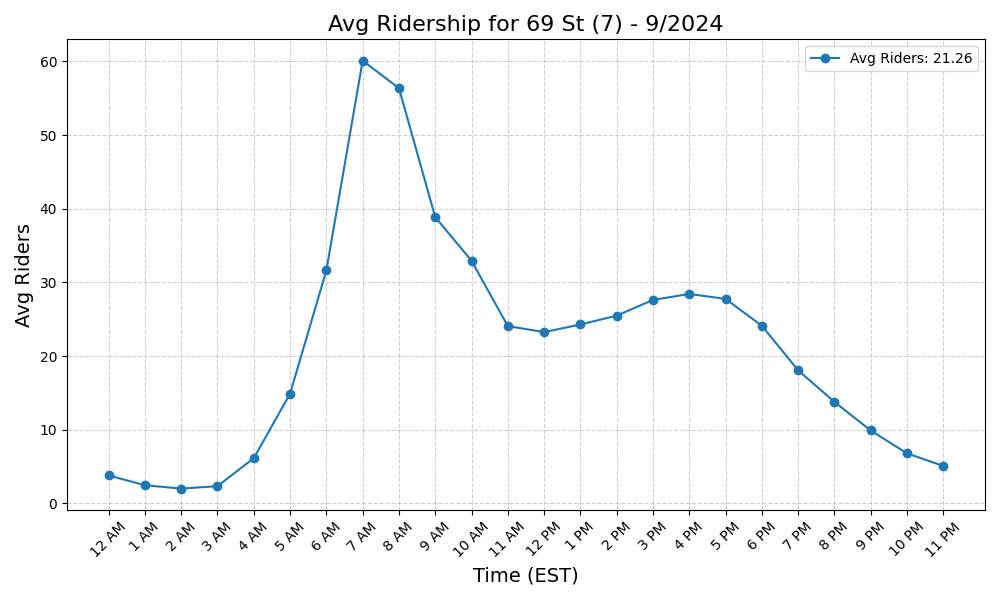 Avg Ridership for 69 St (7) - 9/2024
Avg Riders: 21.26
Avg Riders
60
50
40
30
20
10
0
12 AM
1 AM
2 AM
3 AM
4 AM
5 AM
6 AM
7 AM
8 AM
9 AM
10 AM
11 AM
12 PM
1 PM
2 PM
3 PM
4 PM
5 PM
6 PM
7 PM
8 PM
9 PM
10 PM
11 PM
Time (EST)